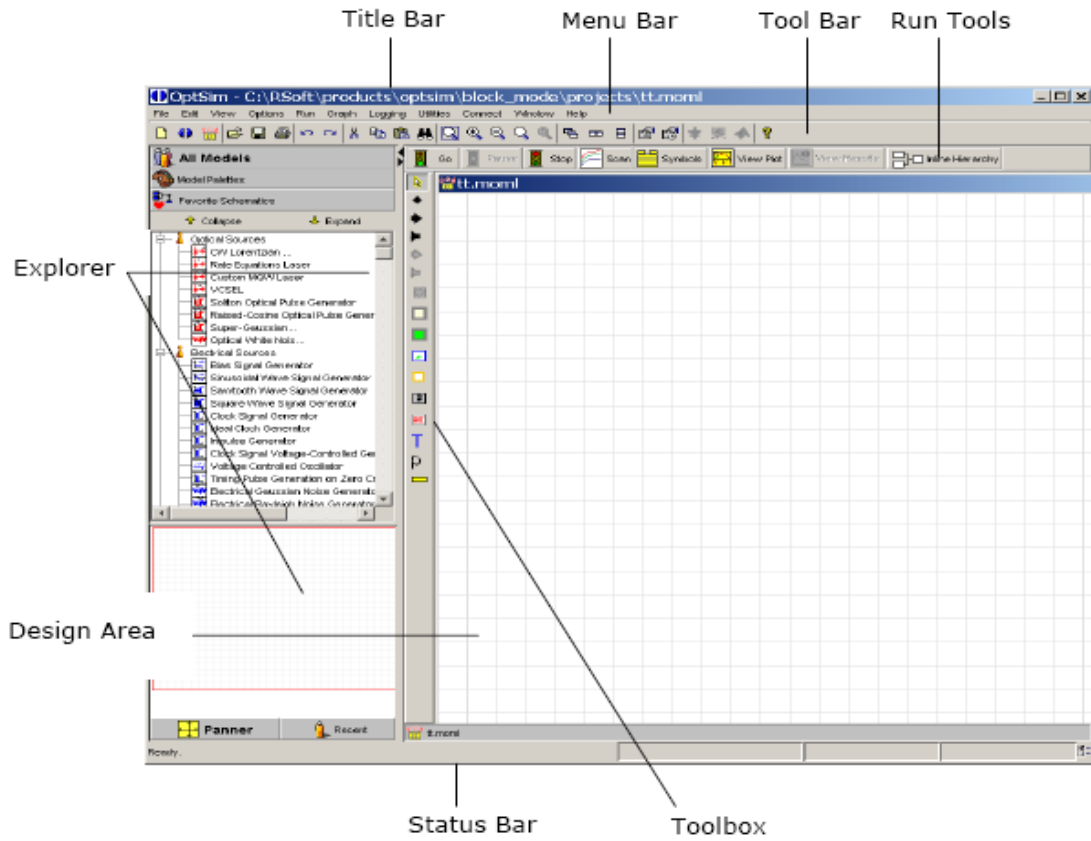 Title Bar
Menu Bar
Tool Bar
Run Tools
OptSim - C:\RSoft\products\optsim\block_mode\projects\tt.moml
File Edit View Options Run Graph Logging Utilities Connect Window Help
All Models
Model Palettes
Favorite Schematics
Collapse Expand
Go Pause Stop Scan Symbols View Plot View Results Inline Hierarchy
tt.moml
Explorer
Optical Sources
CW Lorentzian ...
Rate Equations Laser
Custom MQW Laser
VCSEL
Soliton Optical Pulse Generator
Raised-Cosine Optical Pulse Gener
Super-Gaussian ...
Optical White Nois...
Electrical Sources
Bias Signal Generator
Sinusoidal Wave Signal Generator
Sawtooth Wave Signal Generator
Square Wave Signal Generator
Clock Signal Generator
Ideal Clock Generator
Impulse Generator
Clock Signal Voltage-Controlled Ge
Voltage Controlled Oscillator
Timing Pulse Generation on Zero Cr
Electrical Gaussian Noise Generato
Electrical Rayleigh Noise Generator
T
P
Design Area
Panner Recent
tt.moml
Ready.
Status Bar
Toolbox